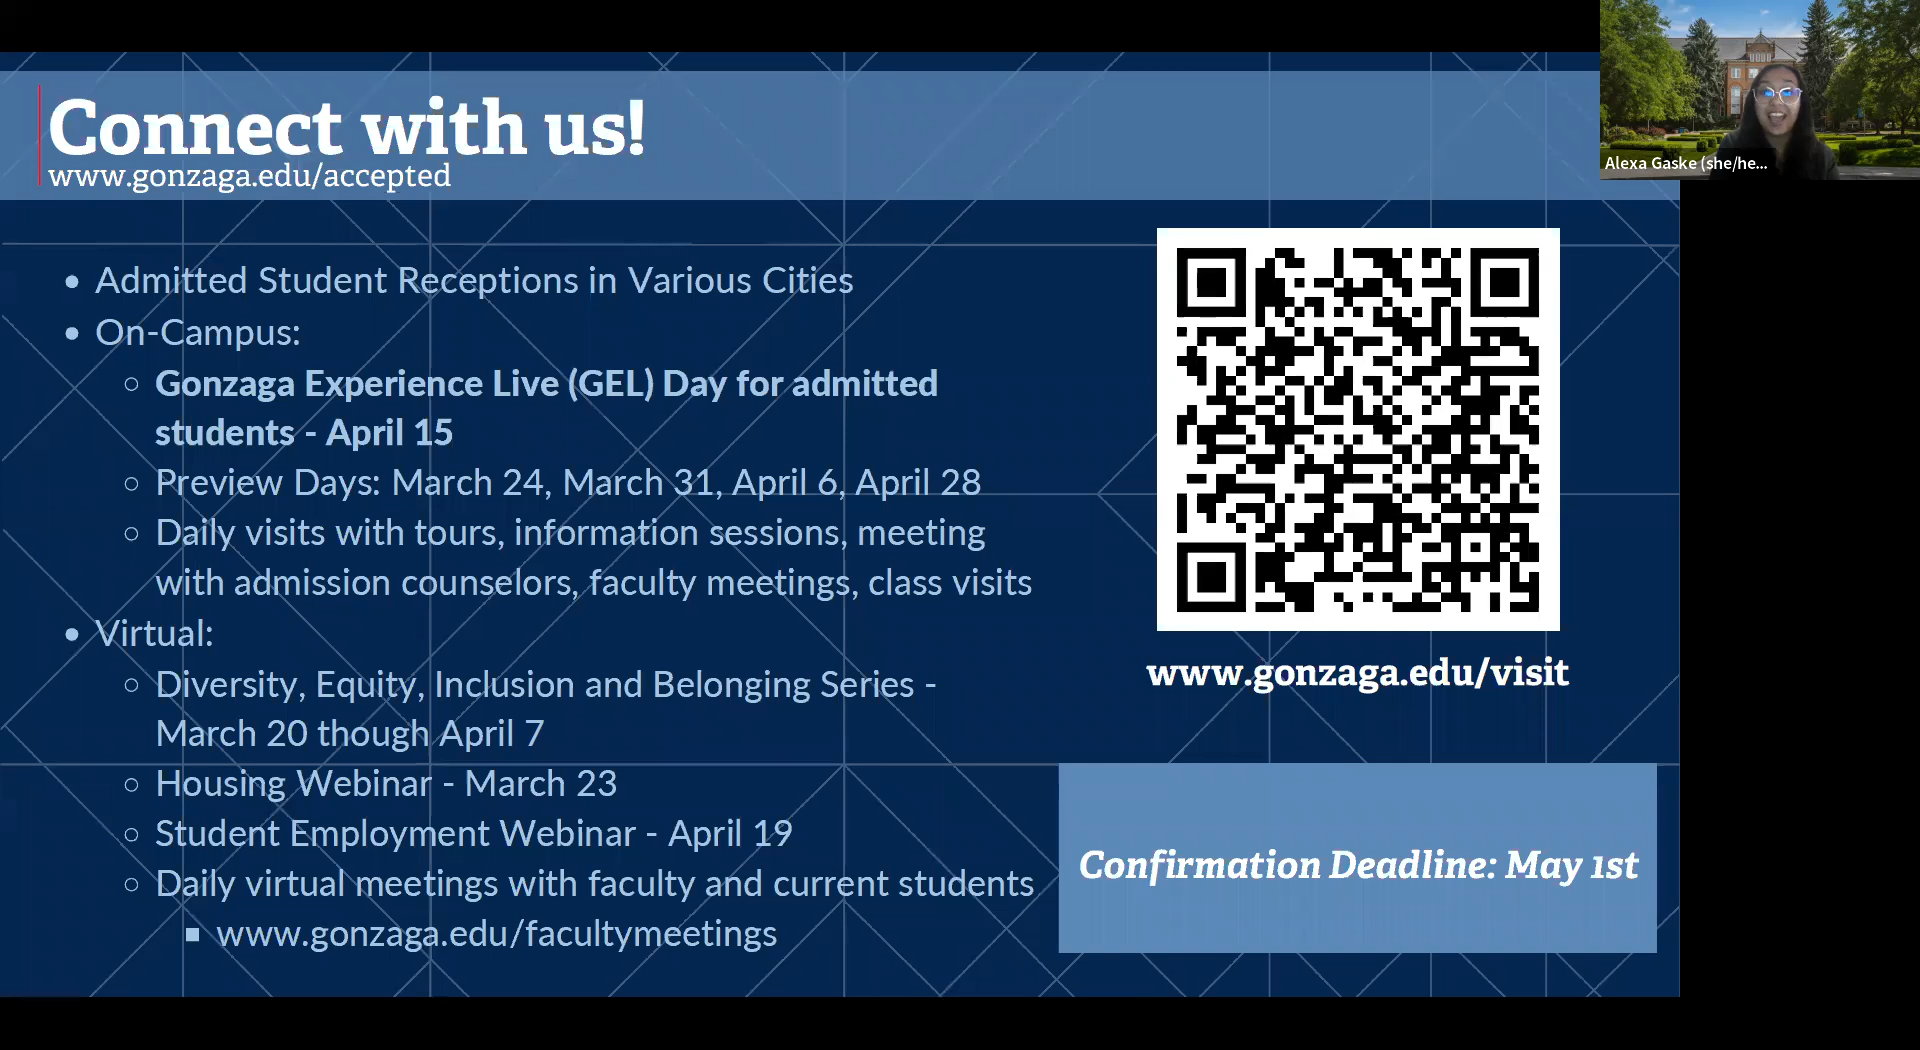 Connect with us!
www.gonzaga.edu/accepted
Alexa Gaske (she/he...
• Admitted Student Receptions in Various Cities
• On-Campus:
○ Gonzaga Experience Live (GEL) Day for admitted
students - April 15
○ Preview Days: March 24, March 31, April 6, April 28
○ Daily visits with tours, information sessions, meeting
with admission counselors, faculty meetings, class visits
• Virtual:
○ Diversity, Equity, Inclusion and Belonging Series -
March 20 though April 7
○ Housing Webinar - March 23
○ Student Employment Webinar - April 19
○ Daily virtual meetings with faculty and current students
■ www.gonzaga.edu/facultymeetings
www.gonzaga.edu/visit
Confirmation Deadline: May 1st